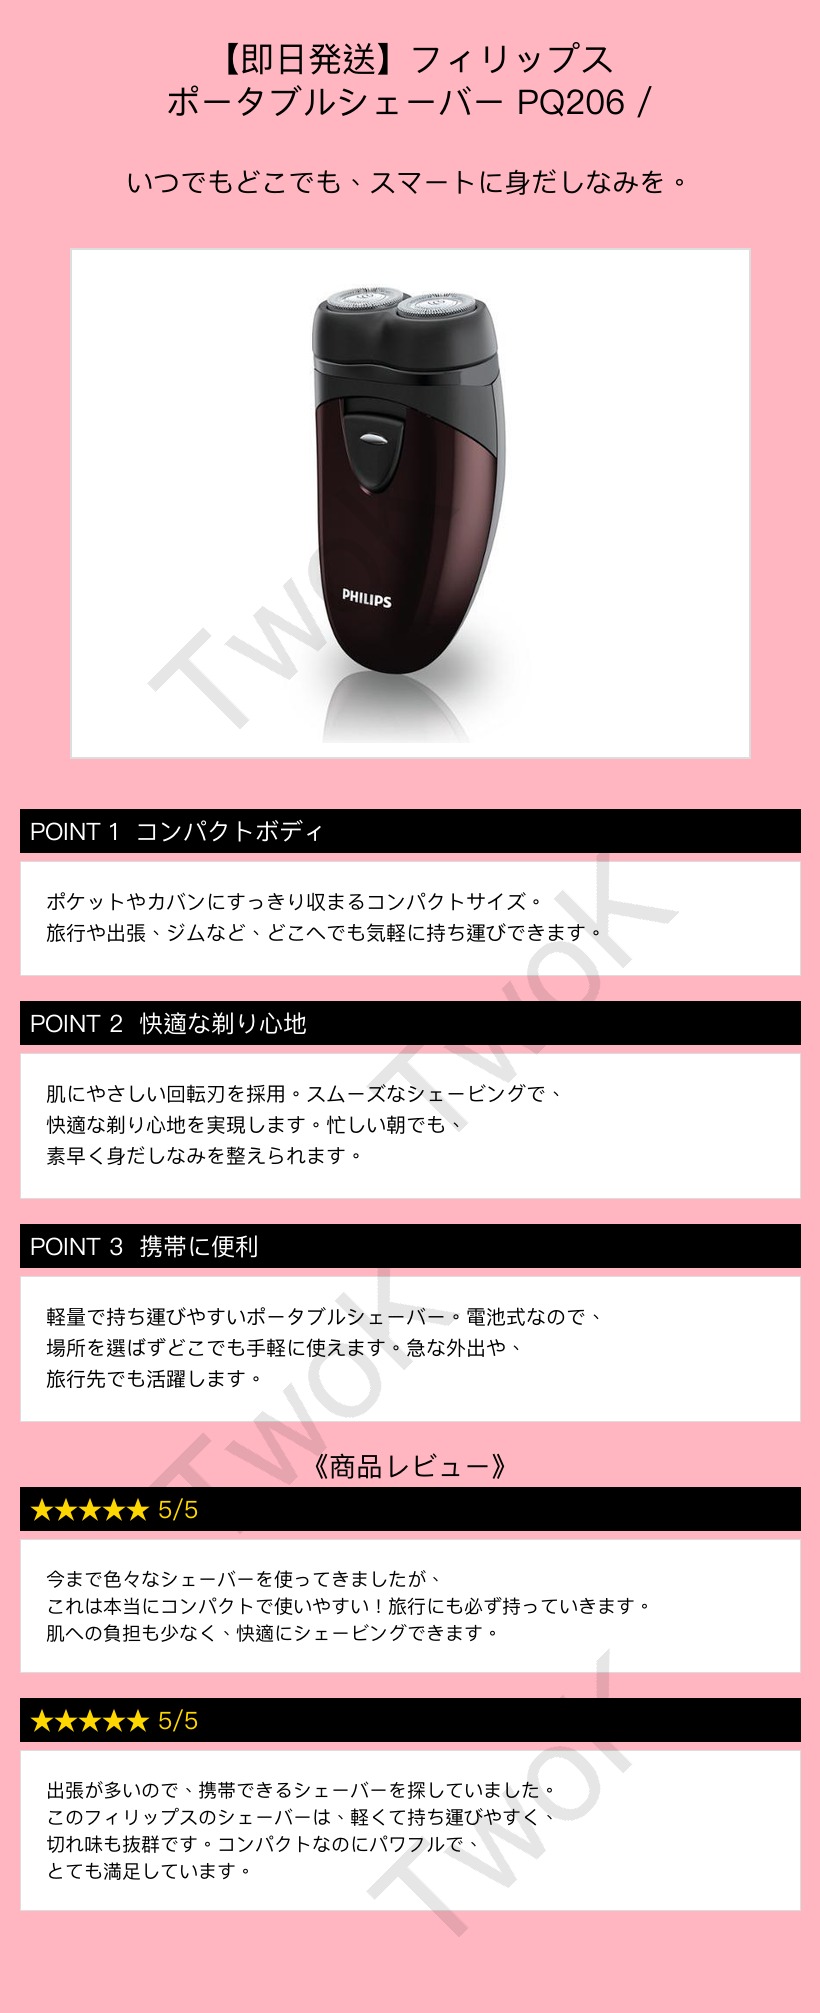 【即日発送】フィリップス
ポータブルシェーバー PQ206 /
いつでもどこでも、スマートに身だしなみを。
PHILIPS
TwoK
POINT 1 コンパクトボディ
ポケットやカバンにすっきり収まるコンパクトサイズ。
旅行や出張、ジムなど、どこへでも気軽に持ち運びできます。
TwoK
POINT 2 快適な剃り心地
肌にやさしい回転刃を採用。スムーズなシェービングで、
快適な剃り心地を実現します。忙しい朝でも、
素早く身だしなみを整えられます。
POINT 3 携帯に便利
軽量で持ち運びやすいポータブルシェーバー。電池式なので、
場所を選ばずどこでも手軽に使えます。急な外出や、
旅行先でも活躍します。
TwoK
《商品レビュー》
★★★★★ 5/5
今まで色々なシェーバーを使ってきましたが、
これは本当にコンパクトで使いやすい！旅行にも必ず持っていきます。
肌への負担も少なく、快適にシェービングできます。
★★★★★ 5/5
出張が多いので、携帯できるシェーバーを探していました。
このフィリップスのシェーバーは、軽くて持ち運びやすく、
切れ味も抜群です。コンパクトなのにパワフルで、
とても満足しています。
TwoK